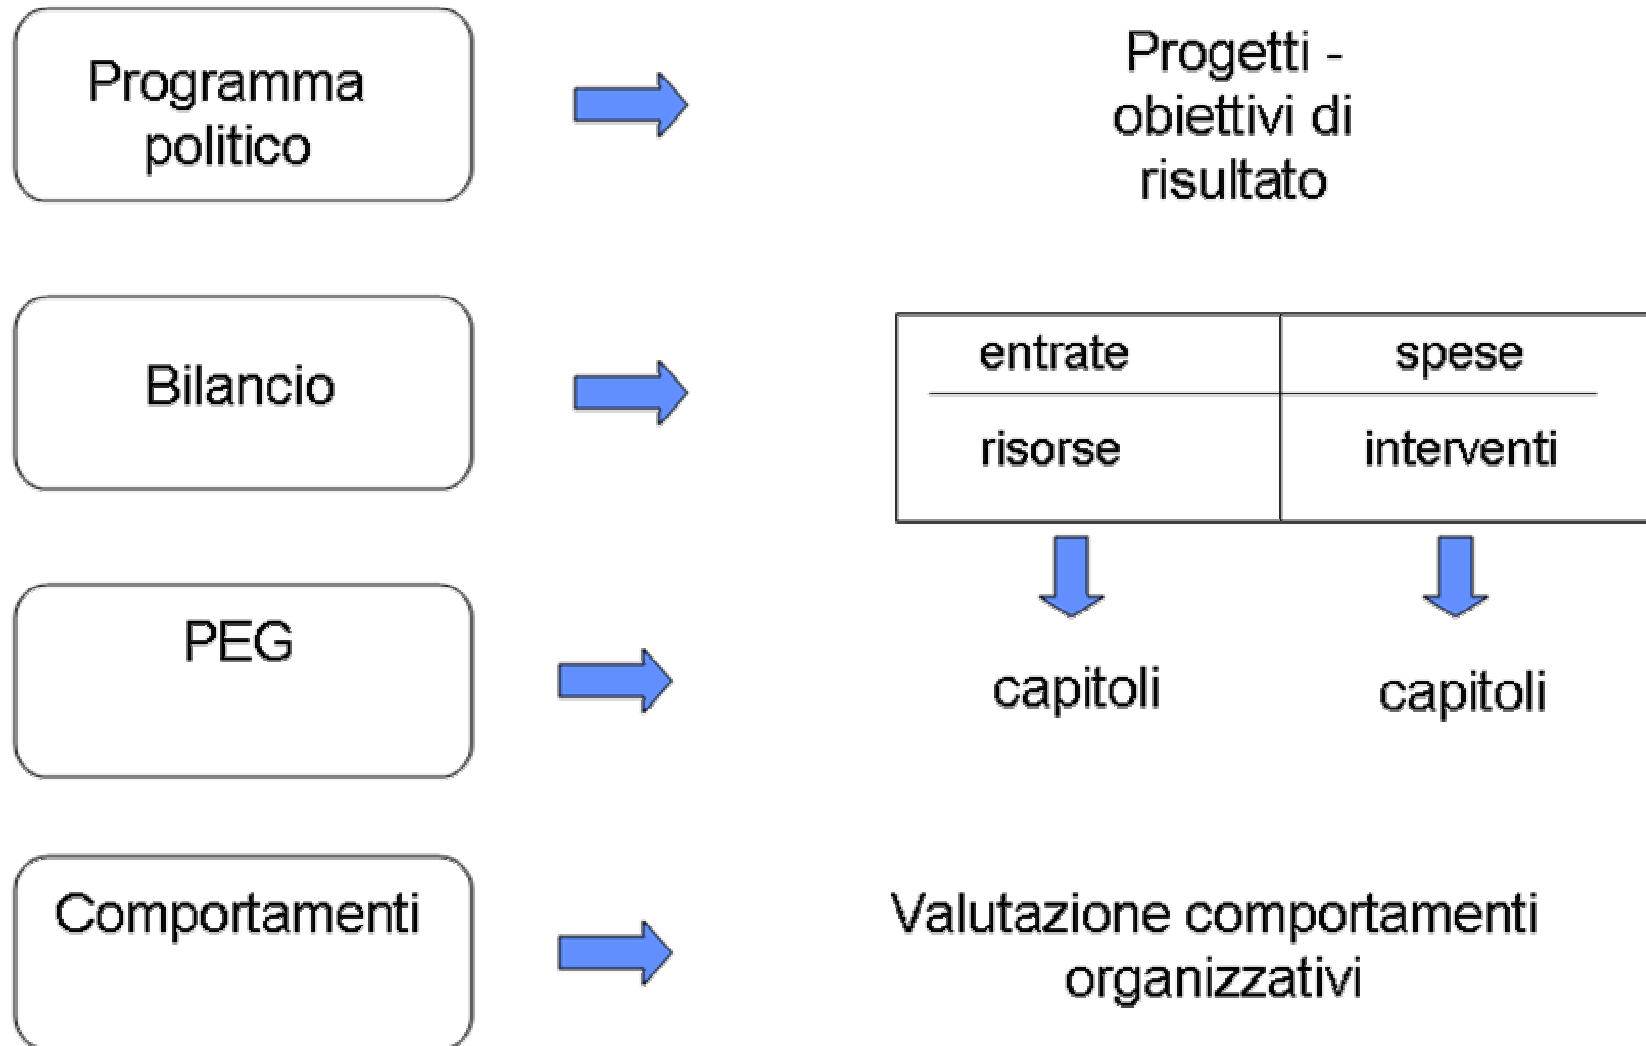 Programma
politico
Progetti -
obiettivi di
risultato
Bilancio
entrate
spese
risorse
interventi
PEG
capitoli
capitoli
Comportamenti
Valutazione comportamenti
organizzativi